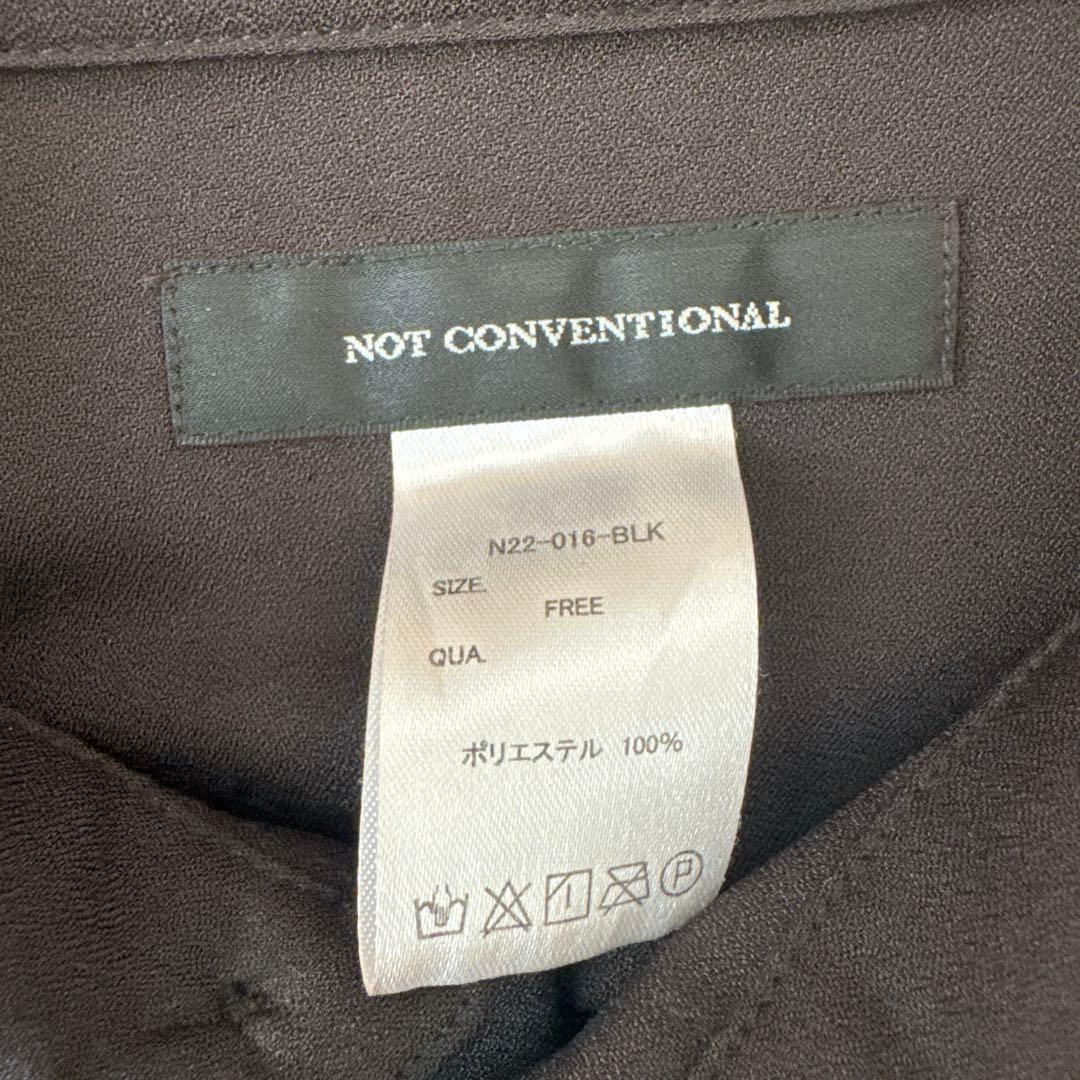 NOT CONVENTIONAL
N22-016-BLK
SIZE.
FREE
QUA.
ポリエステル 100%
P